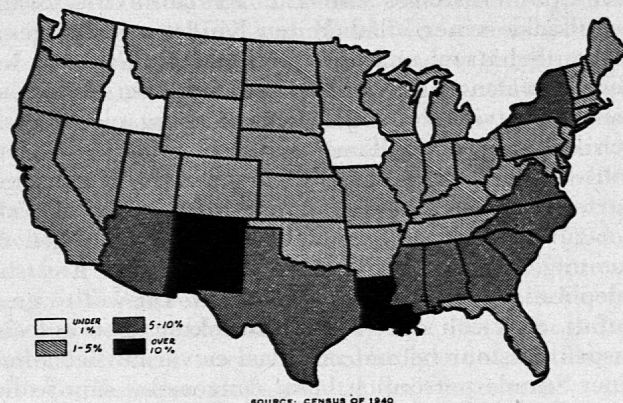 UNDER 1%
5-10%
1-5%
OVER 10%
SOURCE: CENSUS OF 1940